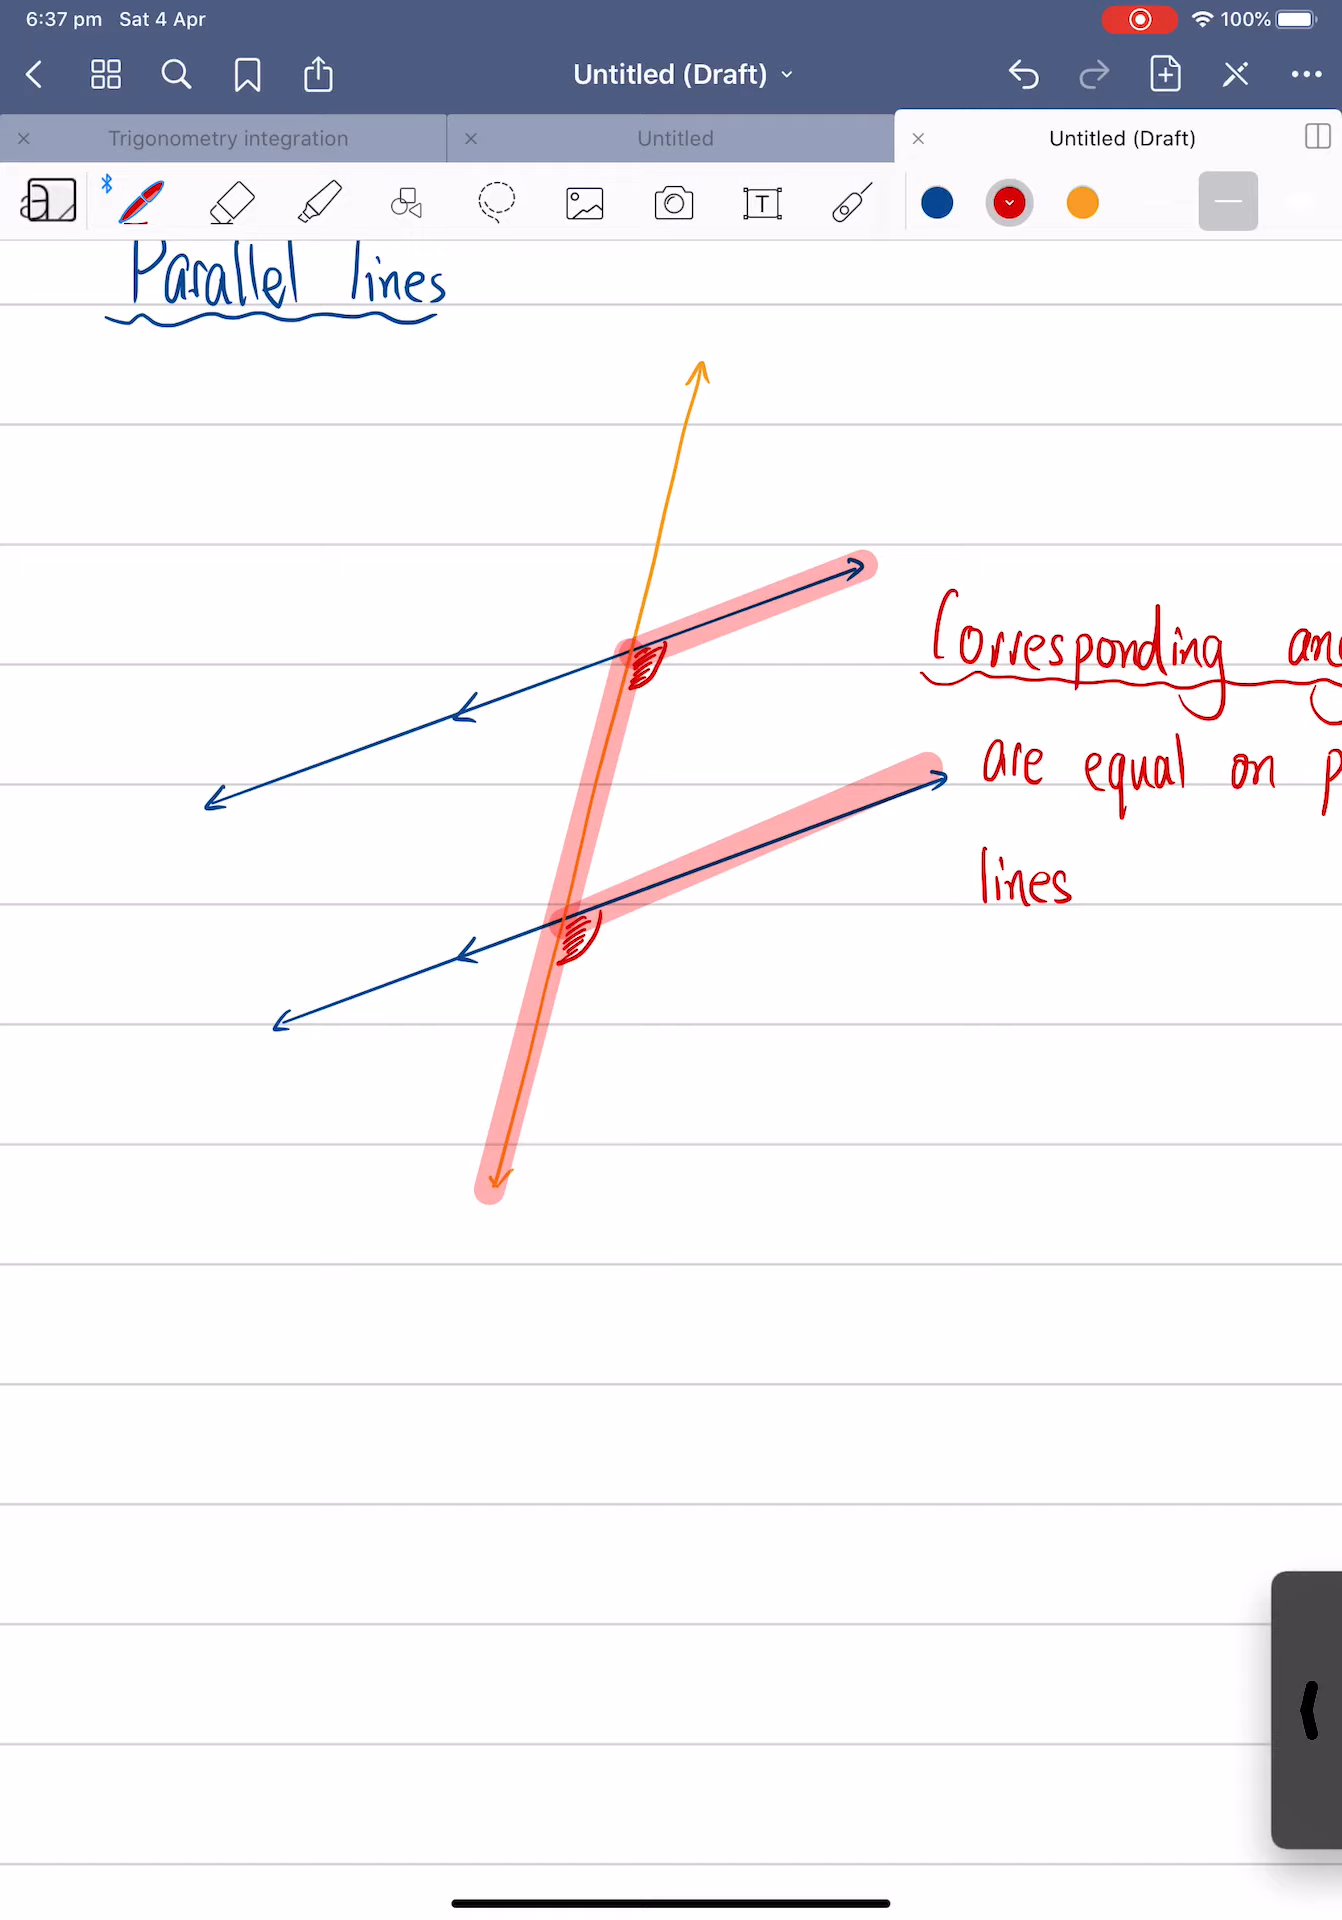 6:37 pm Sat 4 Apr
100%
Untitled (Draft)
Trigonometry integration
Untitled
Untitled (Draft)
T
Parallel lines
Corresponding
are equal on
lines